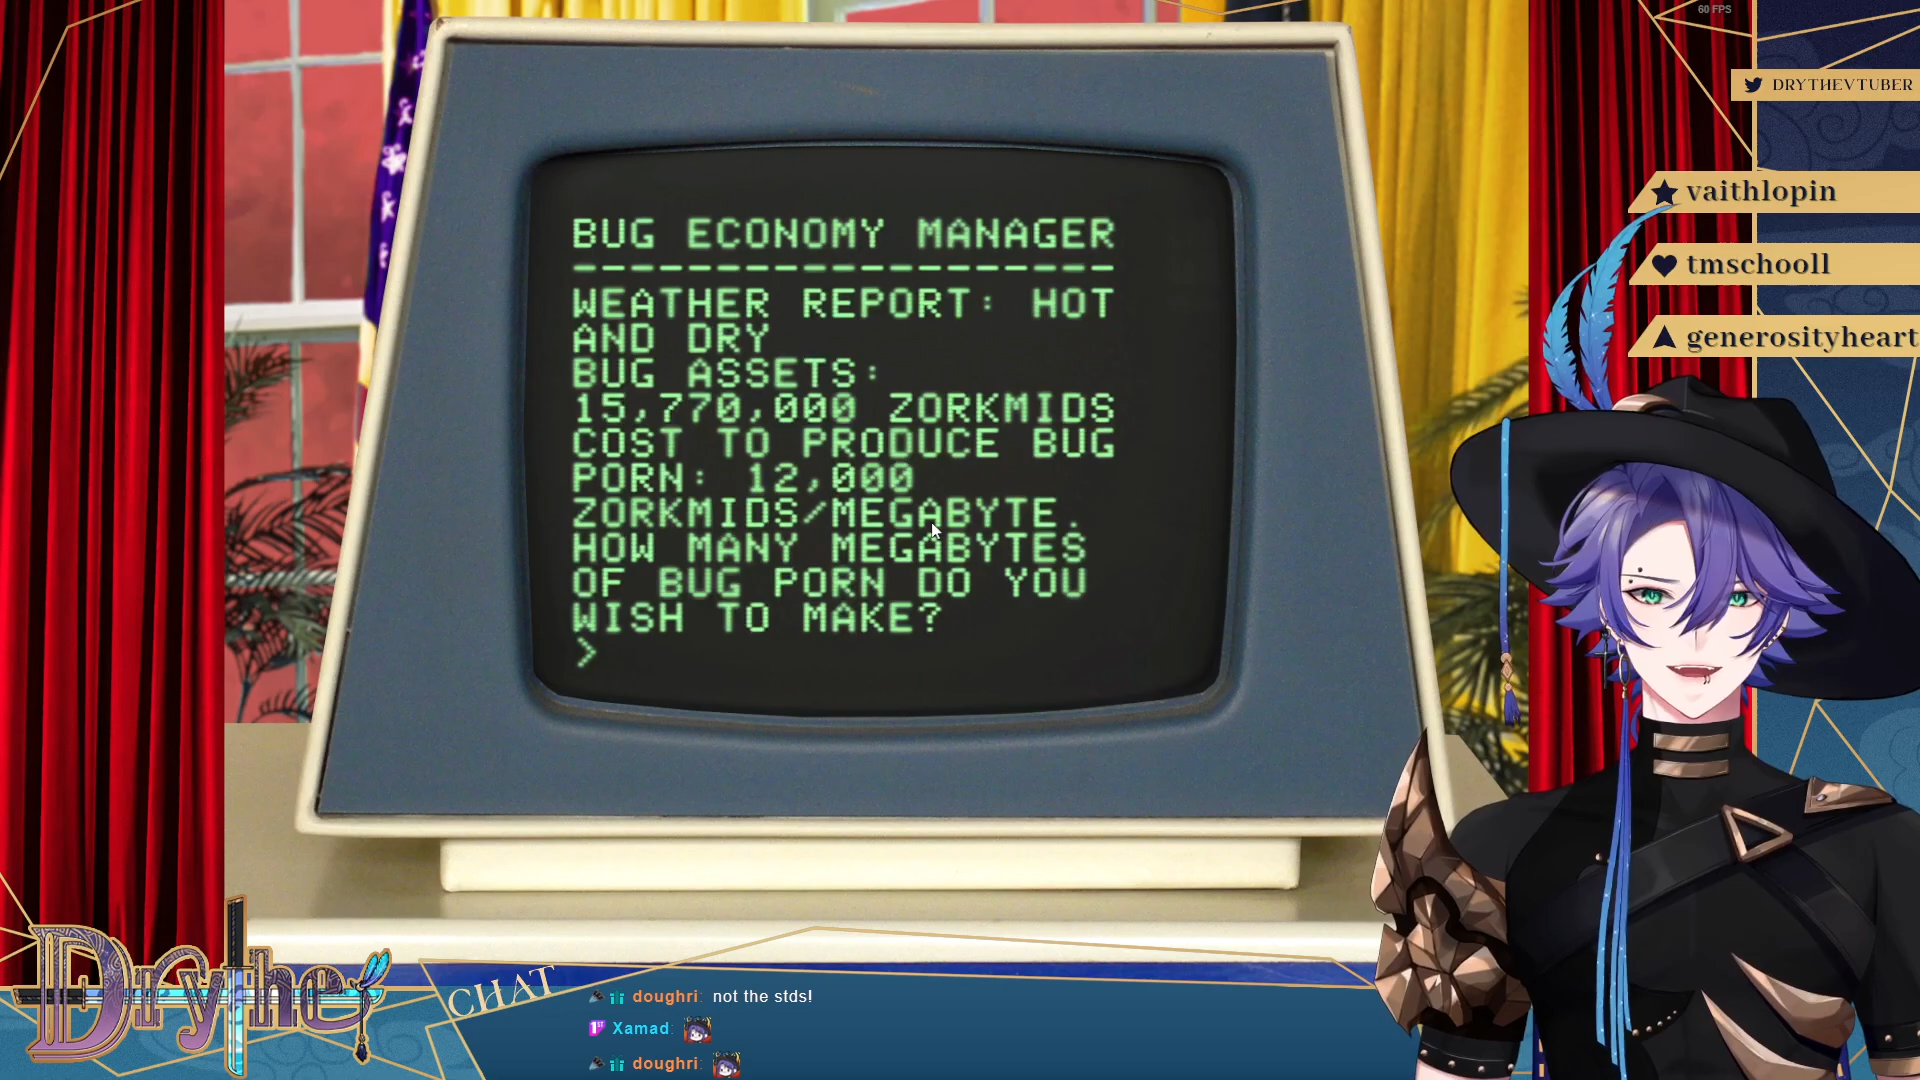 60 FPS
DRYTHEVTUBER
vaithlopin
tmschooll
generosityheart
BUG ECONOMY MANAGER
-------------------
WEATHER REPORT: HOT
AND DRY
BUG ASSETS:
15,770,000 ZORKMIDS
COST TO PRODUCE BUG
PORN: 12,000
ZORKMIDS/MEGABYTE.
HOW MANY MEGABYTES
OF BUG PORN DO YOU
WISH TO MAKE?
>
Drythe
CHAT
doughri: not the stds!
1ST Xamad:
doughri: